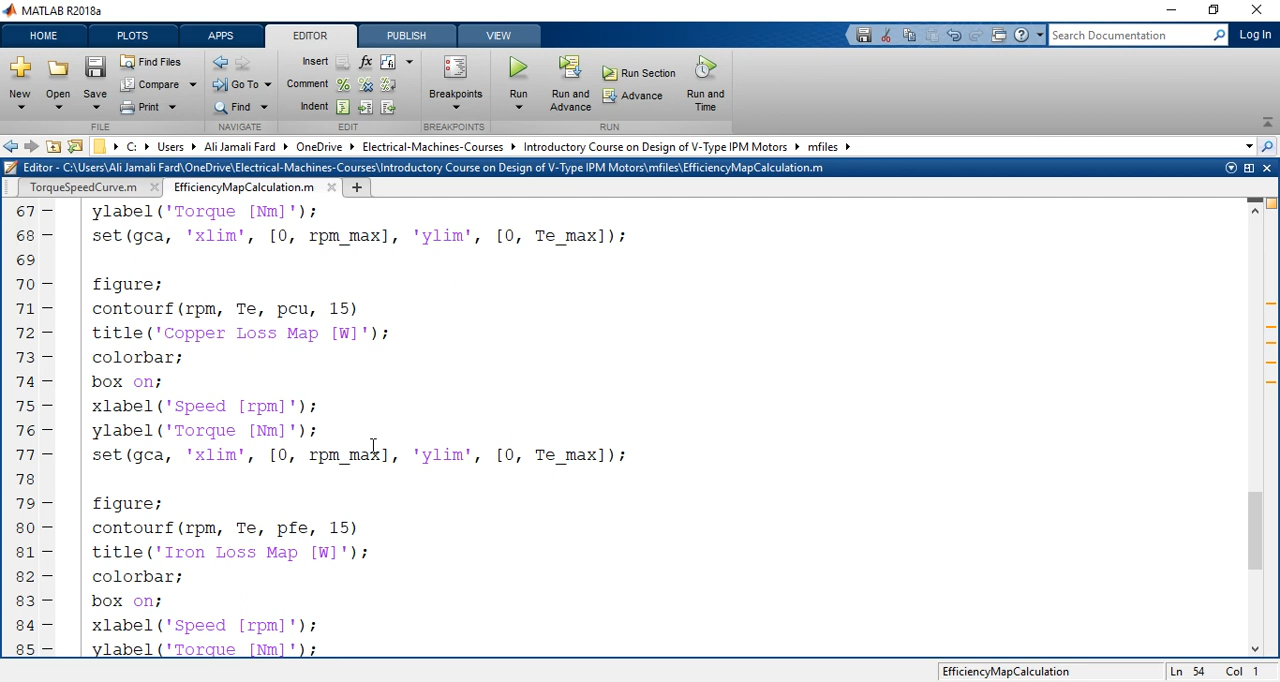 MATLAB R2018a
HOME PLOTS APPS EDITOR PUBLISH VIEW
Search Documentation
Log In
New Open Save Find Files Compare Print
FILE
Go To Find
NAVIGATE
Insert fx
Comment
Indent
EDIT
Breakpoints
BREAKPOINTS
Run Run and Advance Run Section Advance Run and Time
RUN
C: Users Ali Jamali Fard OneDrive Electrical-Machines-Courses Introductory Course on Design of V-Type IPM Motors mfiles
Editor - C:\Users\Ali Jamali Fard\OneDrive\Electrical-Machines-Courses\Introductory Course on Design of V-Type IPM Motors\mfiles\EfficiencyMapCalculation.m
TorqueSpeedCurve.m EfficiencyMapCalculation.m
67 ylabel('Torque [Nm]');
68 set(gca, 'xlim', [0, rpm_max], 'ylim', [0, Te_max]);
69
70 figure;
71 contourf(rpm, Te, pcu, 15)
72 title('Copper Loss Map [W]');
73 colorbar;
74 box on;
75 xlabel('Speed [rpm]');
76 ylabel('Torque [Nm]');
77 set(gca, 'xlim', [0, rpm_max], 'ylim', [0, Te_max]);
78
79 figure;
80 contourf(rpm, Te, pfe, 15)
81 title('Iron Loss Map [W]');
82 colorbar;
83 box on;
84 xlabel('Speed [rpm]');
85 ylabel('Torque [Nm]');
EfficiencyMapCalculation Ln 54 Col 1